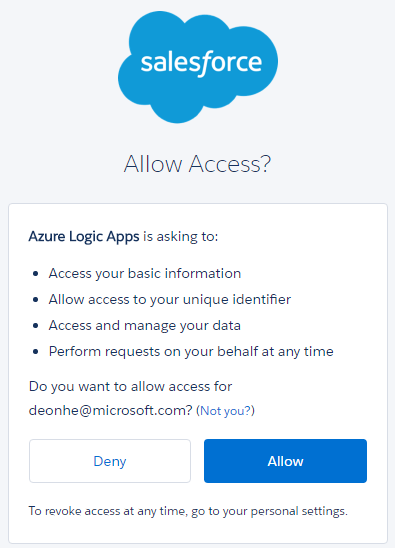 salesforce
Allow Access?
Azure Logic Apps is asking to:
• Access your basic information
• Allow access to your unique identifier
• Access and manage your data
• Perform requests on your behalf at any time
Do you want to allow access for
deonhe@microsoft.com? (Not you?)
Deny
Allow
To revoke access at any time, go to your personal settings.